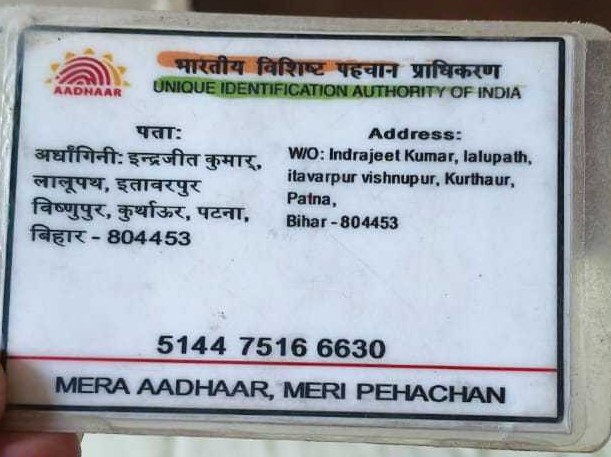 भारतीय विशिष्ट पहचान प्राधिकरण
AADHAAR
UNIQUE IDENTIFICATION AUTHORITY OF INDIA
पता:
अर्धांगिनी: इन्द्रजीत कुमार,
लालूपथ, इतावरपुर
विष्णुपुर, कुर्थाऊर, पटना,
बिहार - 804453
Address:
W/O: Indrajeet Kumar, lalupath,
itavarpur vishnupur, Kurthaur,
Patna,
Bihar - 804453
5144 7516 6630
MERA AADHAAR, MERI PEHACHAN